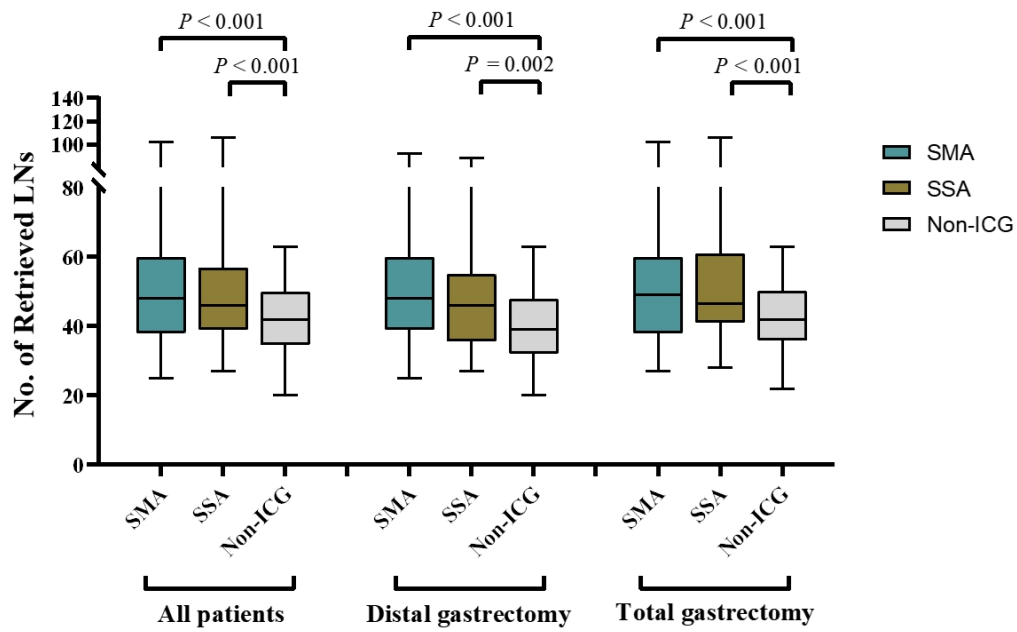 P < 0.001
P < 0.001
P < 0.001
P < 0.001
P = 0.002
P < 0.001
No. of Retrieved LNs
140
120
100
80
60
40
20
0
SMA
SSA
Non-ICG
SMA
SSA
Non-ICG
SMA
SSA
Non-ICG
All patients
Distal gastrectomy
Total gastrectomy
SMA
SSA
Non-ICG